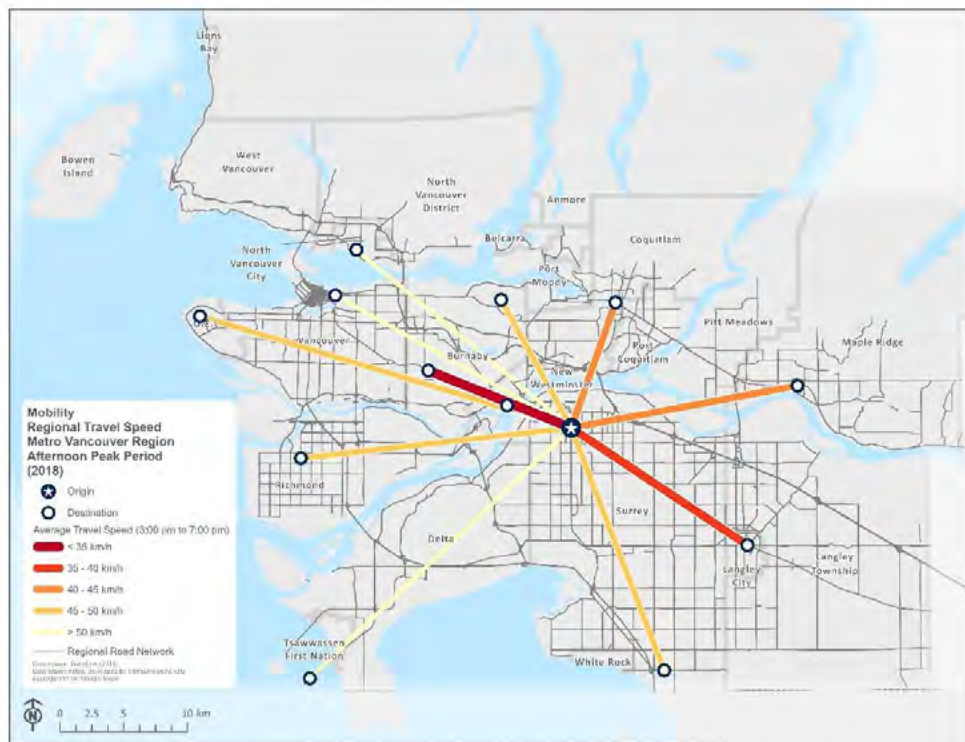 Lions
Bay
Bowen
Island
West
Vancouver
North
Vancouver
District
Anmore
Belcarra
Coquitlam
North
Vancouver
City
Port
Moody
Pitt Meadows
Vancouver
Burnaby
Port
Coquitlam
Maple Ridge
New
Westminster
Richmond
Surrey
Delta
Langley
City
Langley
Township
Tsawwassen
First Nation
White Rock
Mobility
Regional Travel Speed
Metro Vancouver Region
Afternoon Peak Period
(2018)
Origin
Destination
Average Travel Speed (3:00 pm to 7:00 pm)
< 35 km/h
35 - 40 km/h
40 - 45 km/h
45 - 50 km/h
> 50 km/h
Regional Road Network
N
0 2.5 5 10 km